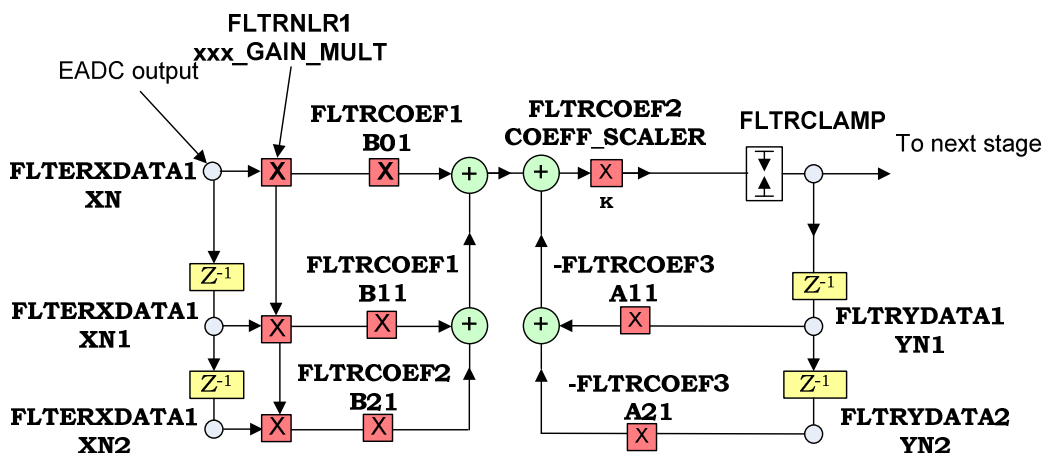 FLTRNLR1
xxx_GAIN_MULT
EADC output
FLTRCOEF1
B01
FLTRCOEF2
COEFF_SCALER
FLTRCLAMP
To next stage
FLTERXDATA1
XN
X
X
+
+
X
K
Z-1
FLTRCOEF1
B11
-FLTRCOEF3
A11
Z-1
FLTERXDATA1
XN1
X
X
+
+
X
FLTRYDATA1
YN1
Z-1
FLTRCOEF2
B21
-FLTRCOEF3
A21
Z-1
FLTERXDATA1
XN2
X
X
X
FLTRYDATA2
YN2